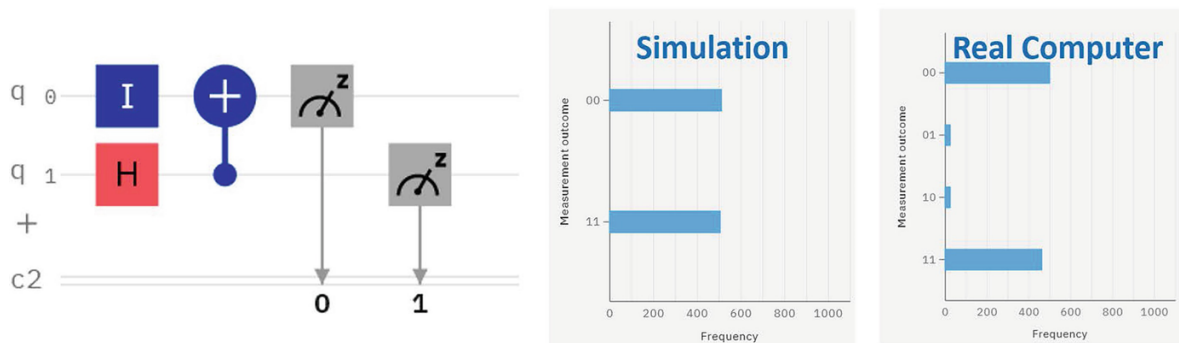 q 0
I
z
q 1
H
z
+
c2
0 1
Simulation
Measurement outcome
00
11
0 200 400 600 800 1000
Frequency
Real Computer
Measurement outcome
00
01
10
11
0 200 400 600 800 1000
Frequency